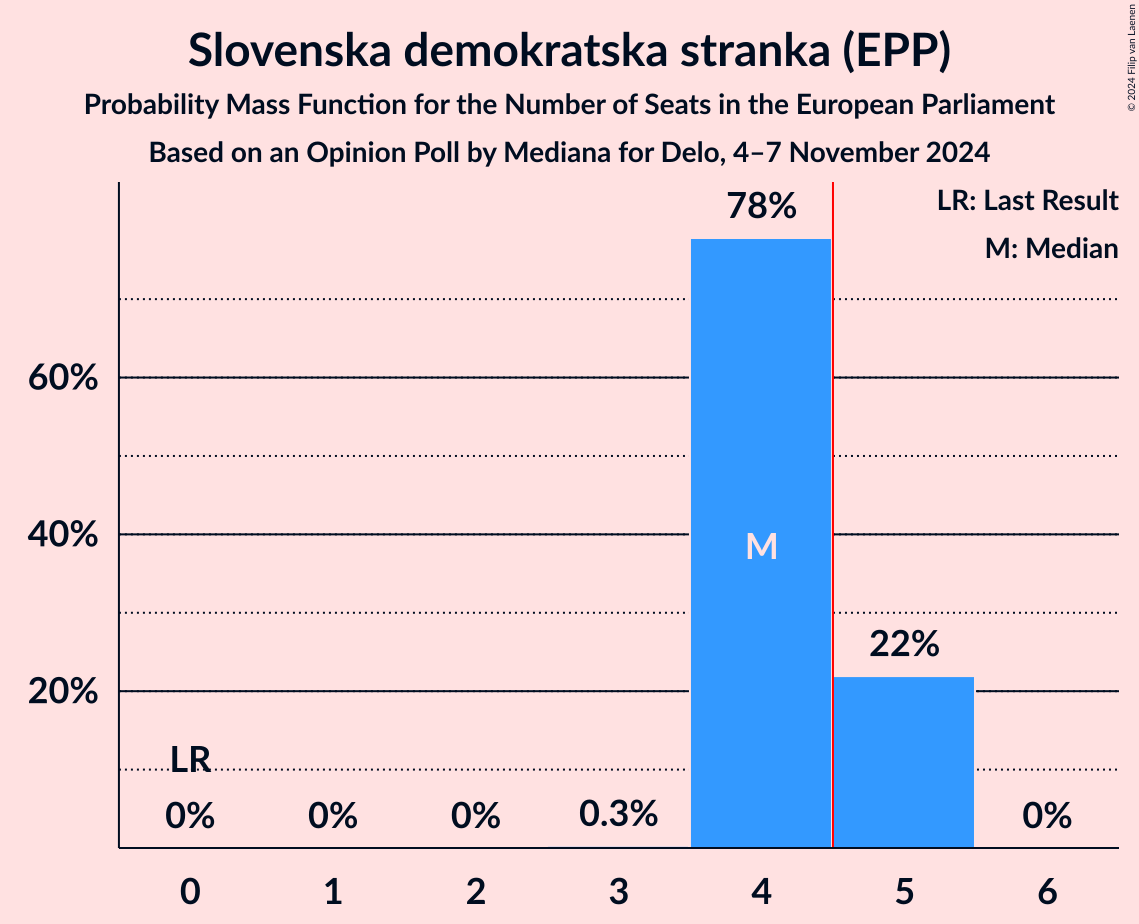 Slovenska demokratska stranka (EPP)
Probability Mass Function for the Number of Seats in the European Parliament
Based on an Opinion Poll by Mediana for Delo, 4–7 November 2024
© 2024 Filip van Laenen
LR: Last Result
M: Median
78%
60%
40%
M
22%
20%
LR
0%
0%
0%
0.3%
0%
0
1
2
3
4
5
6